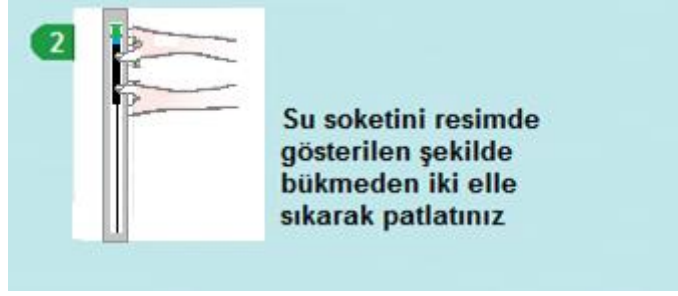 2
Su soketini resimde
gösterilen şekilde
bükmeden iki elle
sıkarak patlatınız